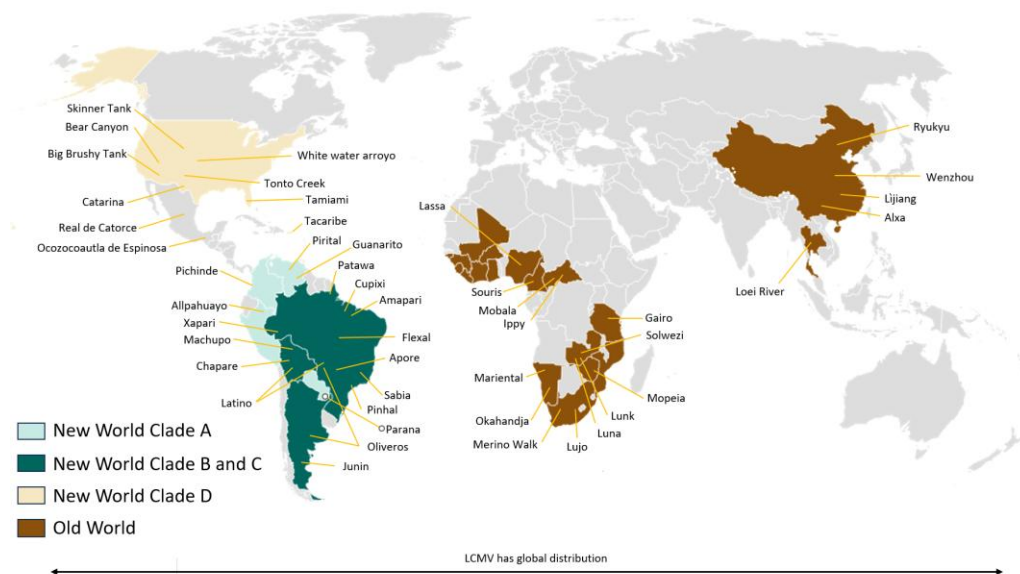 Skinner Tank
Bear Canyon
Big Brushy Tank
White water arroyo
Tonto Creek
Tamiami
Catarina
Real de Catorce
Ocozocoautla de Espinosa
Tacaribe
Pirital
Guanarito
Pichinde
Patawa
Cupixi
Amapari
Allpahuayo
Xapari
Machupo
Flexal
Chapare
Apore
Latino
Sabia
Pinhal
Parana
Oliveros
Junin
Lassa
Souris
Mobala
Ippy
Gairo
Solwezi
Mariental
Mopeia
Okahandja
Lunk
Merino Walk
Luna
Lujo
Ryukyu
Wenzhou
Lijiang
Alxa
Loei River
New World Clade A
New World Clade B and C
New World Clade D
Old World
LCMV has global distribution